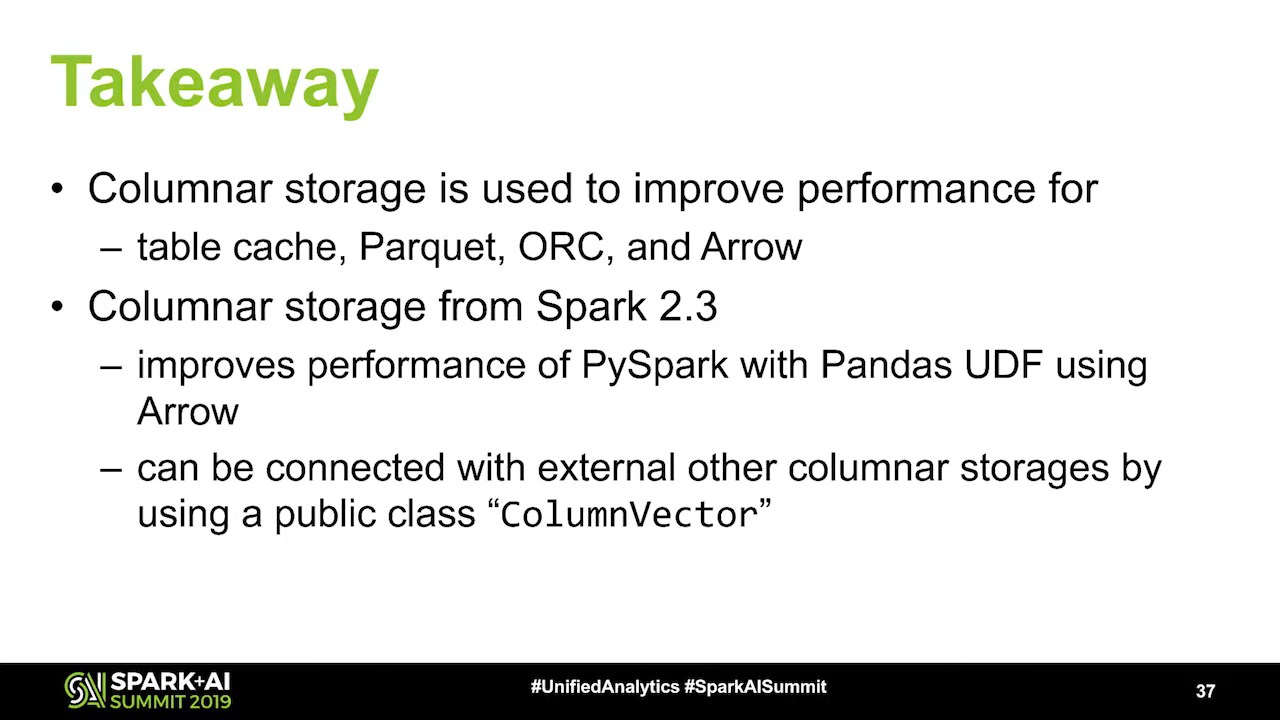 Takeaway
• Columnar storage is used to improve performance for
– table cache, Parquet, ORC, and Arrow
• Columnar storage from Spark 2.3
– improves performance of PySpark with Pandas UDF using
Arrow
– can be connected with external other columnar storages by
using a public class “ColumnVector”
SPARK+AI
SUMMIT 2019
#UnifiedAnalytics #SparkAISummit
37